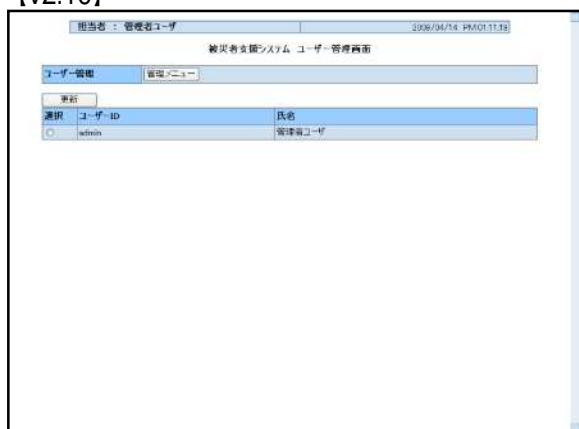 【v2.10】
担当者 : 管理者ユーザ 2009/04/14 PM01:11:13
被災者支援システム ユーザー管理画面
ユーザー管理 管理メニュー
更新
選択 ユーザーID 氏名
admin 管理者ユーザ